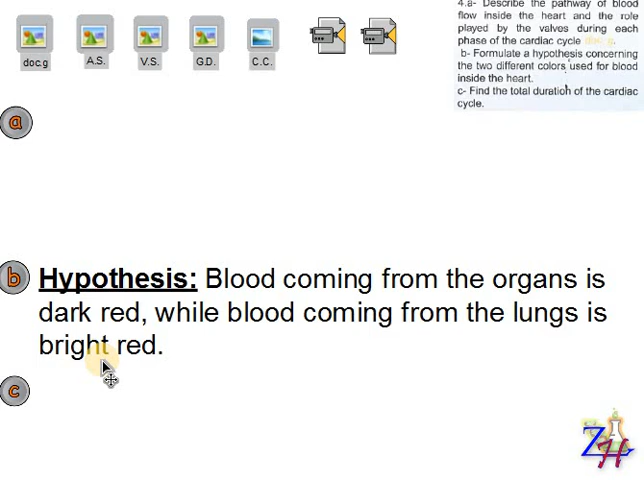 4.a- Describe the pathway of blood
flow inside the heart and the role
played by the valves during each
phase of the cardiac cycle doc. g.
b- Formulate a hypothesis concerning
the two different colors used for blood
inside the heart.
c- Find the total duration of the cardiac
cycle.
doc.g
A.S.
V.S.
G.D.
C.C.
a
b
Hypothesis: Blood coming from the organs is
dark red, while blood coming from the lungs is
bright red.
c
ZH